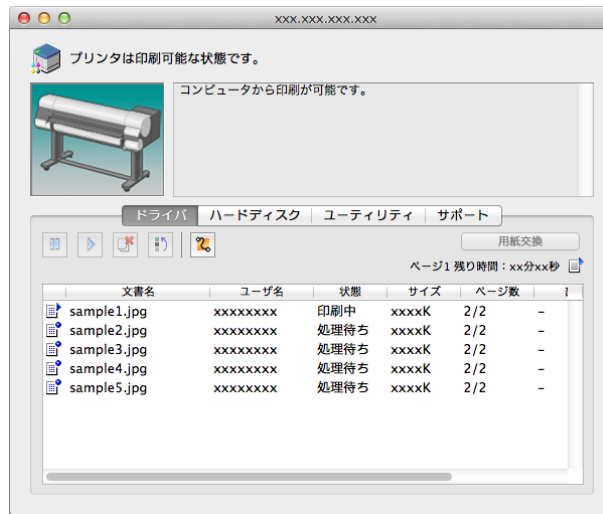 xxx.xxx.xxx.xxx
プリンタは印刷可能な状態です。
コンピュータから印刷が可能です。
ドライバ ハードディスク ユーティリティ サポート
用紙交換
ページ1 残り時間：xx分xx秒
文書名 ユーザ名 状態 サイズ ページ数
sample1.jpg xxxxxxxx 印刷中 xxxxK 2/2 –
sample2.jpg xxxxxxxx 処理待ち xxxxK 2/2 –
sample3.jpg xxxxxxxx 処理待ち xxxxK 2/2 –
sample4.jpg xxxxxxxx 処理待ち xxxxK 2/2 –
sample5.jpg xxxxxxxx 処理待ち xxxxK 2/2 –